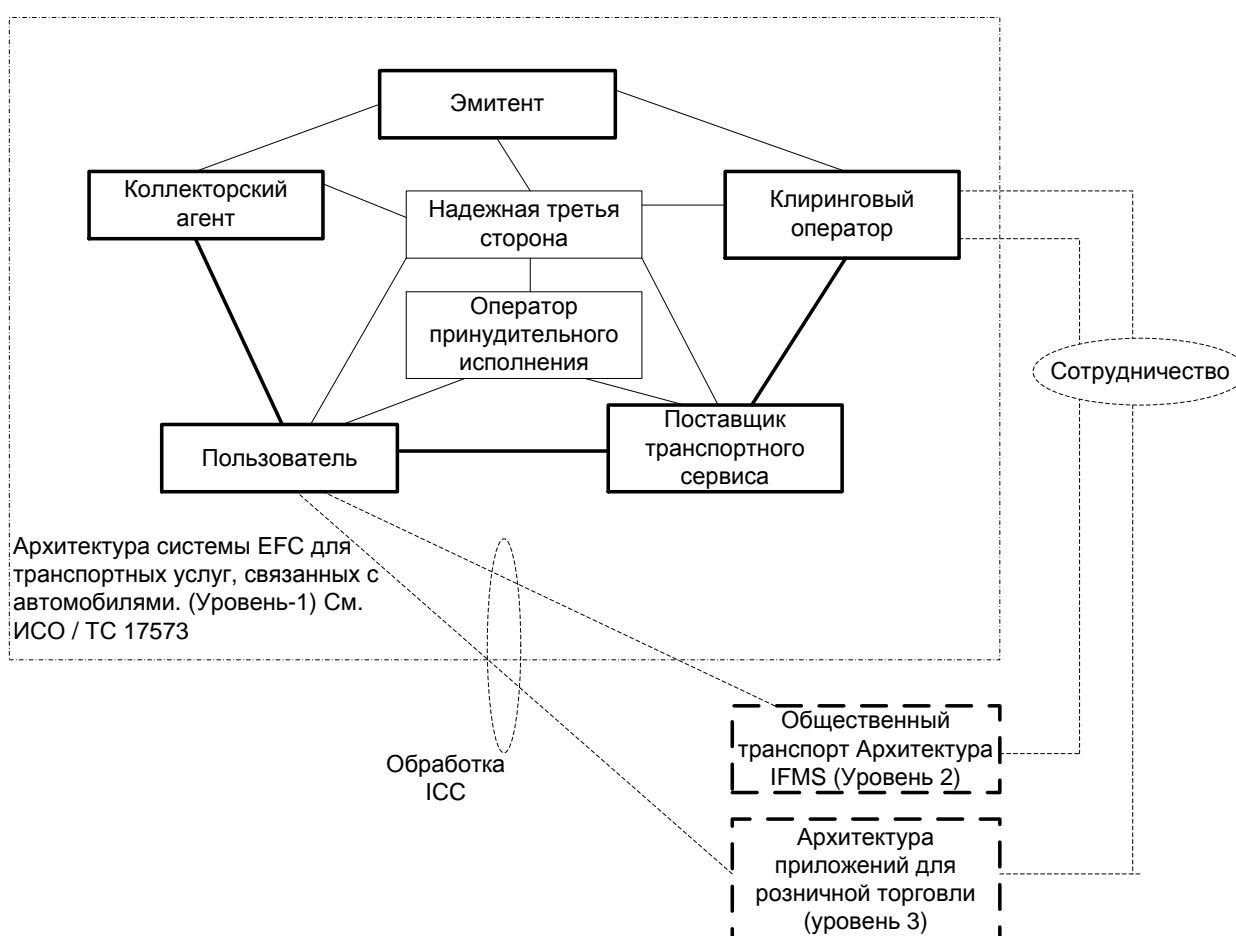 Эмитент
Коллекторский
агент
Надежная третья
сторона
Клиринговый
оператор
Оператор
принудительного
исполнения
Сотрудничество
Пользователь
Поставщик
транспортного
сервиса
Архитектура системы EFC для
транспортных услуг, связанных с
автомобилями. (Уровень-1) См.
ИСО / ТС 17573
Обработка
ICC
Общественный
транспорт Архитектура
IFMS (Уровень 2)
Архитектура
приложений для
розничной торговли
(уровень 3)